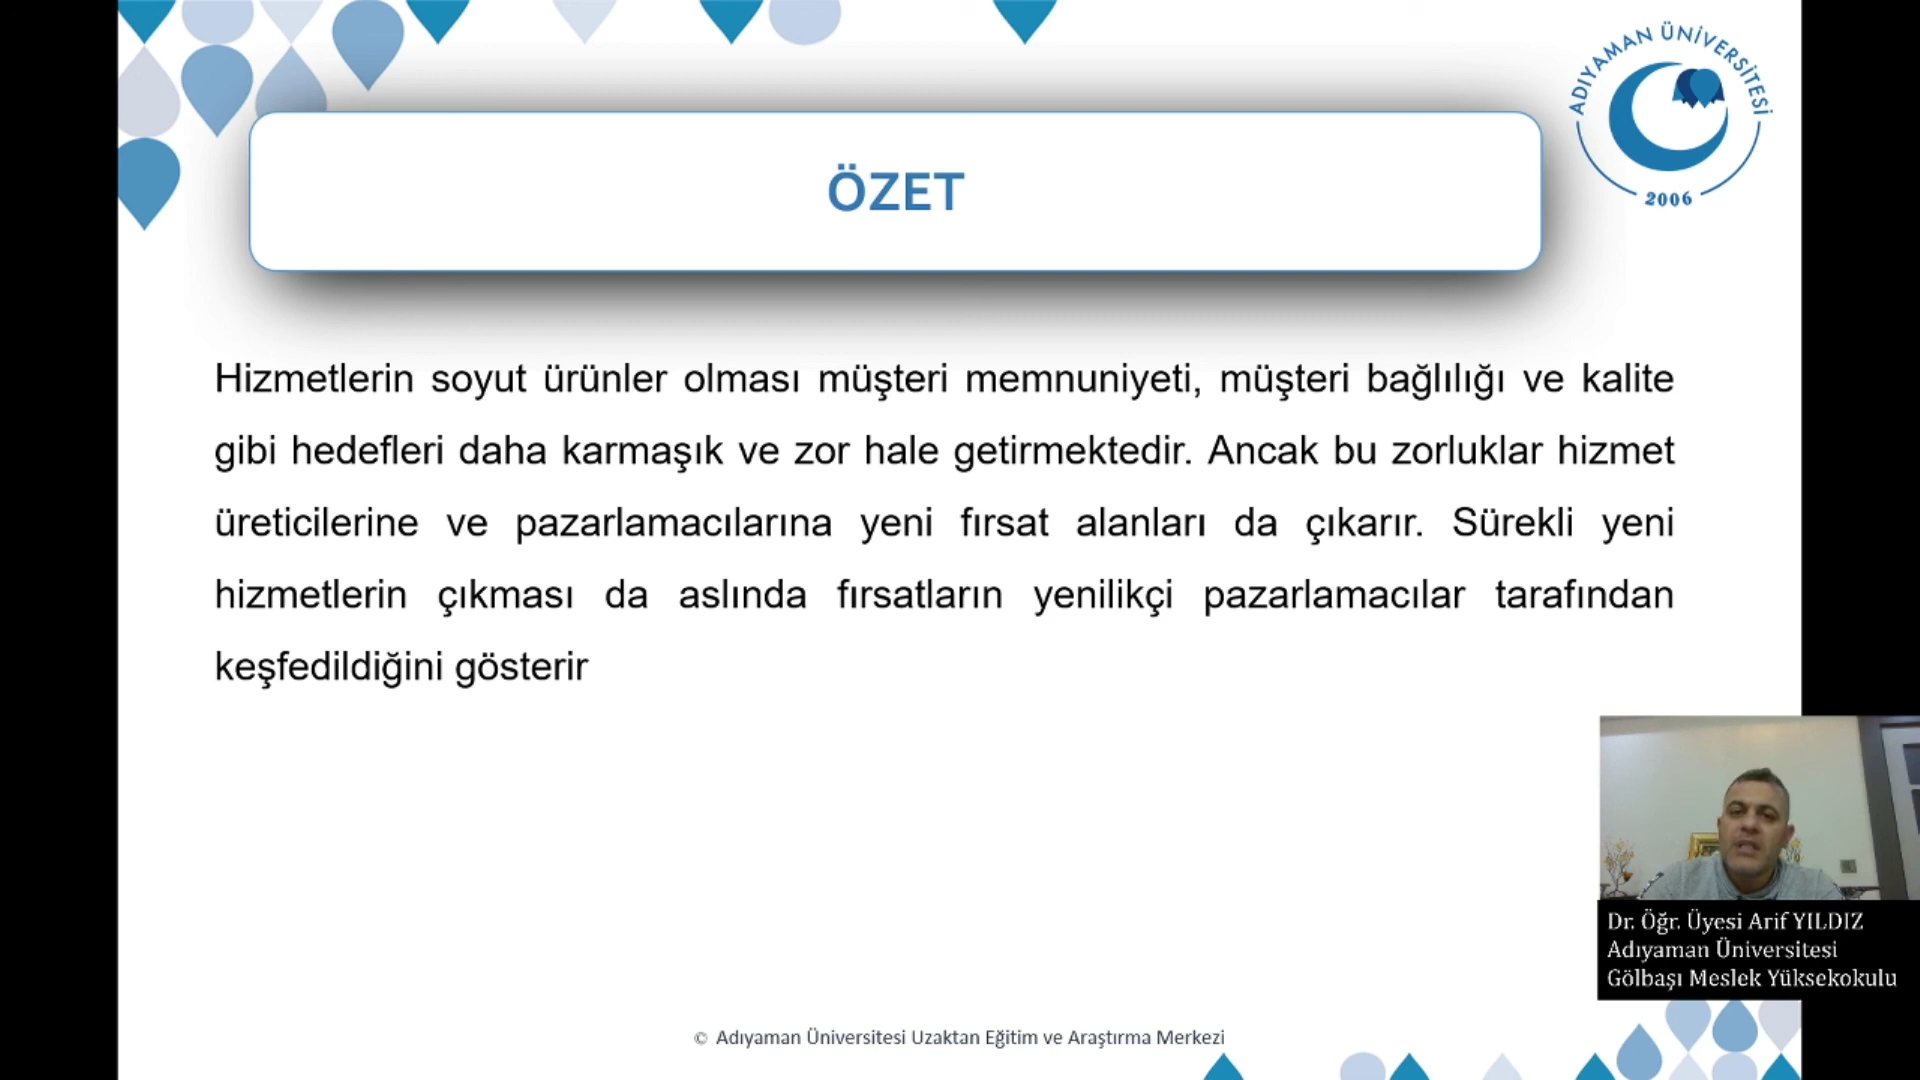 ADIYAMAN ÜNİVERSİTESİ
2006
ÖZET
Hizmetlerin soyut ürünler olması müşteri memnuniyeti, müşteri bağlılığı ve kalite
gibi hedefleri daha karmaşık ve zor hale getirmektedir. Ancak bu zorluklar hizmet
üreticilerine ve pazarlamacılarına yeni fırsat alanları da çıkarır. Sürekli yeni
hizmetlerin çıkması da aslında fırsatların yenilikçi pazarlamacılar tarafından
keşfedildiğini gösterir
Dr. Öğr. Üyesi Arif YILDIZ
Adıyaman Üniversitesi
Gölbaşı Meslek Yüksekokulu
© Adıyaman Üniversitesi Uzaktan Eğitim ve Araştırma Merkezi